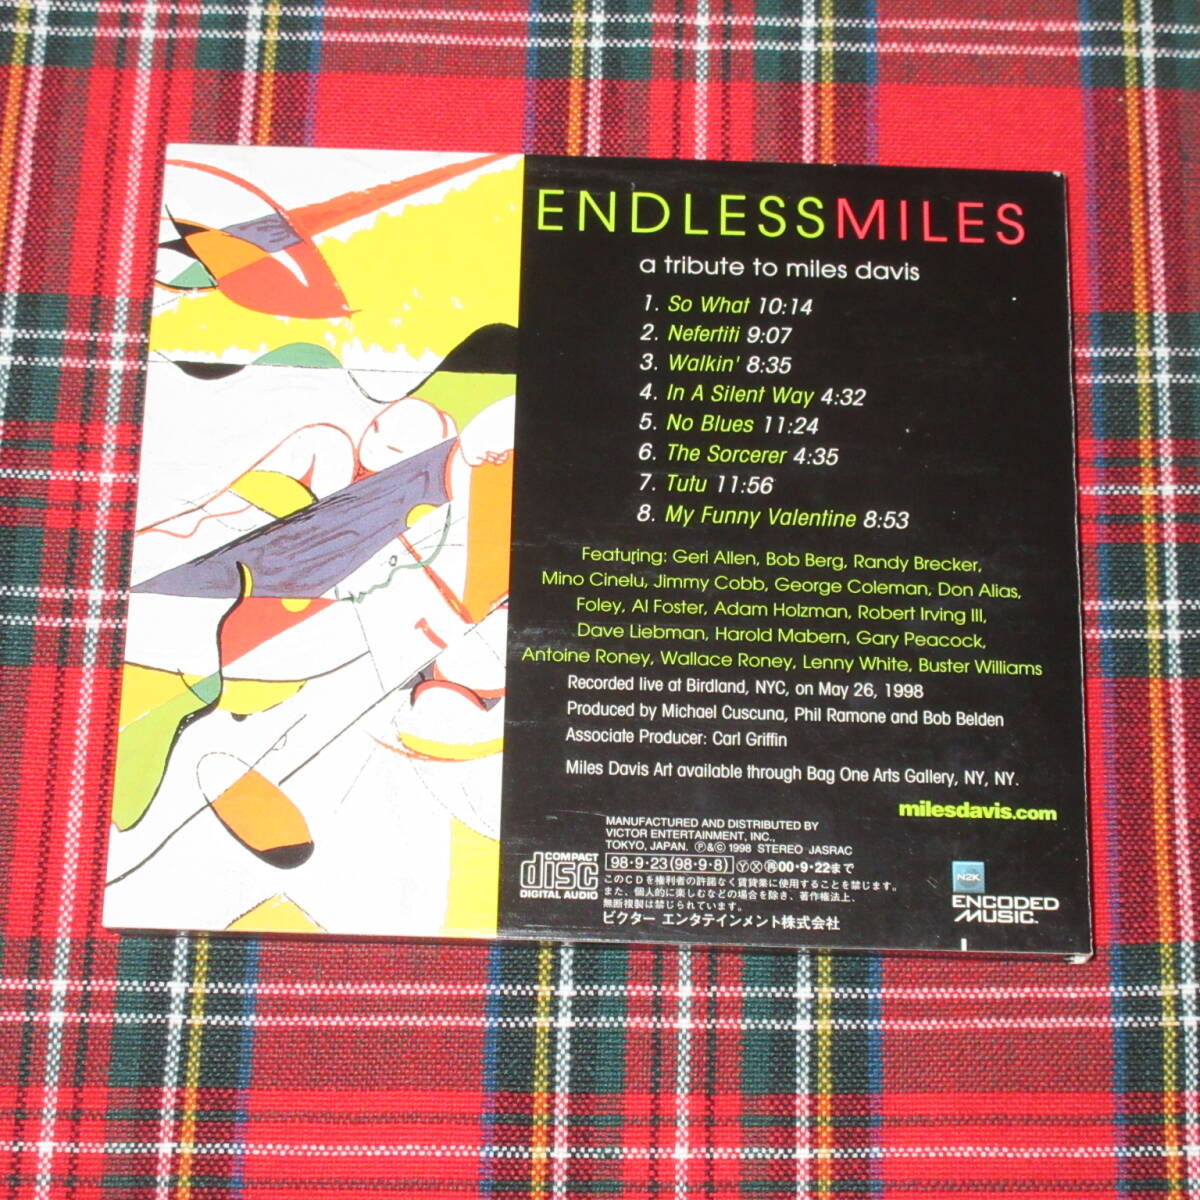 ENDLESSMILES
a tribute to miles davis
1. So What 10:14
2. Nefertiti 9:07
3. Walkin' 8:35
4. In A Silent Way 4:32
5. No Blues 11:24
6. The Sorcerer 4:35
7. Tutu 11:56
8. My Funny Valentine 8:53
Featuring: Geri Allen, Bob Berg, Randy Brecker,
Mino Cinelu, Jimmy Cobb, George Coleman, Don Alias,
Foley, Al Foster, Adam Holzman, Robert Irving III,
Dave Liebman, Harold Mabern, Gary Peacock,
Antoine Roney, Wallace Roney, Lenny White, Buster Williams
Recorded live at Birdland, NYC, on May 26, 1998
Produced by Michael Cuscuna, Phil Ramone and Bob Belden
Associate Producer: Carl Griffin
Miles Davis Art available through Bag One Arts Gallery, NY, NY.
milesdavis.com
MANUFACTURED AND DISTRIBUTED BY
VICTOR ENTERTAINMENT, INC.,
TOKYO, JAPAN. Ⓟ&© 1998 STEREO JASRAC
98・9・23(98・9・8) Ⓨ Ⓧ ㊢00・9・22まで
このCDを権利者の許諾なく賃貸業に使用することを禁じます。
また、個人的に楽しむなどの場合を除き、著作権法上、
無断複製は禁じられています。
ビクター エンタテインメント株式会社
COMPACT
disc
DIGITAL AUDIO
N2K
ENCODED
MUSIC.